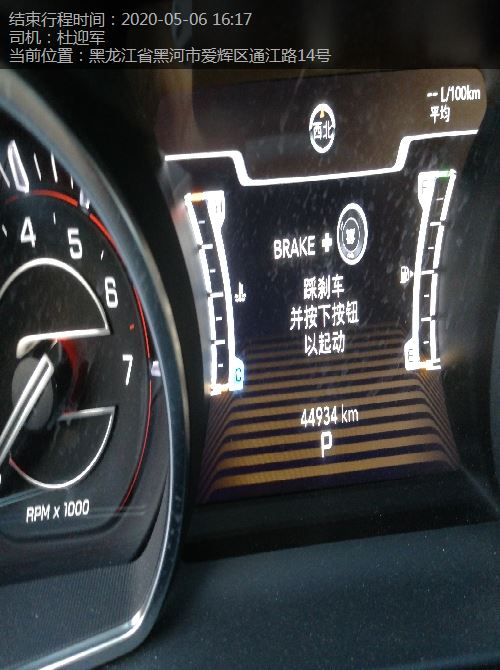 结束行程时间：2020-05-06 16:17
司机：杜迎军
当前位置：黑龙江省黑河市爱辉区通江路14号
-- L/100km
平均
西北
4
5
6
7
RPM x 1000
H
C
F
E
BRAKE +
踩刹车
并按下按钮
以起动
44934 km
P